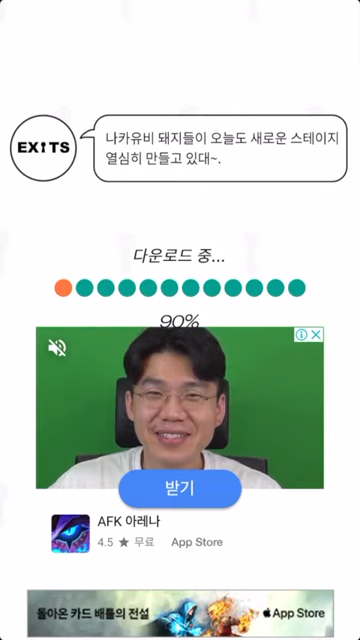 EXITS
나카유비 돼지들이 오늘도 새로운 스테이지
열심히 만들고 있대~.
다운로드 중...
90%
받기
AFK 아레나
4.5 ★ 무료 App Store
돌아온 카드 배틀의 전설
App Store